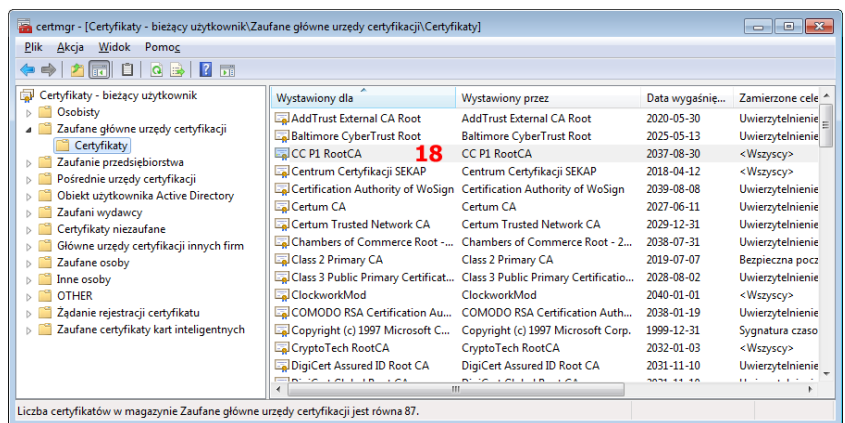 certmgr - [Certyfikaty - bieżący użytkownik\Zaufane główne urzędy certyfikacji\Certyfikaty]
Plik Akcja Widok Pomoc
Certyfikaty - bieżący użytkownik
Osobisty
Zaufane główne urzędy certyfikacji
Certyfikaty
Zaufanie przedsiębiorstwa
Pośrednie urzędy certyfikacji
Obiekt użytkownika Active Directory
Zaufani wydawcy
Certyfikaty niezaufane
Główne urzędy certyfikacji innych firm
Zaufane osoby
Inne osoby
OTHER
Żądanie rejestracji certyfikatu
Zaufane certyfikaty kart inteligentnych
Wystawiony dla Wystawiony przez Data wygaśnię... Zamierzone cele
AddTrust External CA Root AddTrust External CA Root 2020-05-30 Uwierzytelnienie
Baltimore CyberTrust Root Baltimore CyberTrust Root 2025-05-13 Uwierzytelnienie
CC P1 RootCA 18 CC P1 RootCA 2037-08-30 <Wszyscy>
Centrum Certyfikacji SEKAP Centrum Certyfikacji SEKAP 2018-04-12 <Wszyscy>
Certification Authority of WoSign Certification Authority of WoSign 2039-08-08 Uwierzytelnienie
Certum CA Certum CA 2027-06-11 Uwierzytelnienie
Certum Trusted Network CA Certum Trusted Network CA 2029-12-31 Uwierzytelnienie
Chambers of Commerce Root -... Chambers of Commerce Root - 2... 2038-07-31 Uwierzytelnienie
Class 2 Primary CA Class 2 Primary CA 2019-07-07 Bezpieczna pocz
Class 3 Public Primary Certificat... Class 3 Public Primary Certificatio... 2028-08-02 Uwierzytelnienie
ClockworkMod ClockworkMod 2040-01-01 <Wszyscy>
COMODO RSA Certification Au... COMODO RSA Certification Auth... 2038-01-19 Uwierzytelnienie
Copyright (c) 1997 Microsoft C... Copyright (c) 1997 Microsoft Corp. 1999-12-31 Sygnatura czaso
CryptoTech RootCA CryptoTech RootCA 2032-01-03 <Wszyscy>
DigiCert Assured ID Root CA DigiCert Assured ID Root CA 2031-11-10 Uwierzytelnienie
Liczba certyfikatów w magazynie Zaufane główne urzędy certyfikacji jest równa 87.